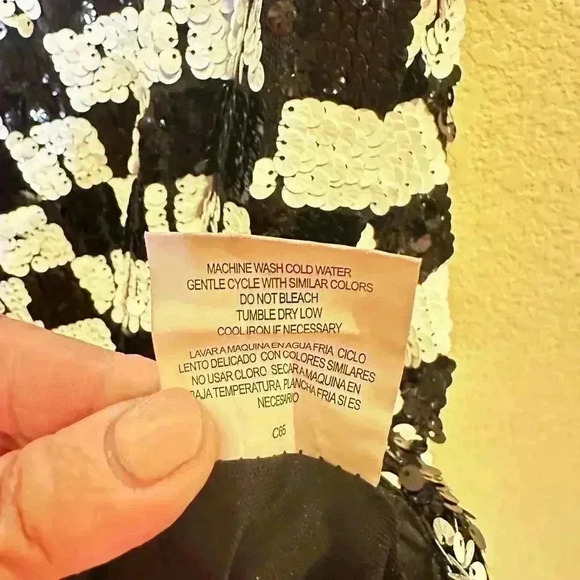 MACHINE WASH COLD WATER
GENTLE CYCLE WITH SIMILAR COLORS
DO NOT BLEACH
TUMBLE DRY LOW
COOL IRON IF NECESSARY
LAVAR A MAQUINA EN AGUA FRIA CICLO
LENTO DELICADO CON COLORES SIMILARES
NO USAR CLORO SECAR A MAQUINA EN
BAJA TEMPERATURA PLANCHA FRIA SI ES
NECESARIO
C65